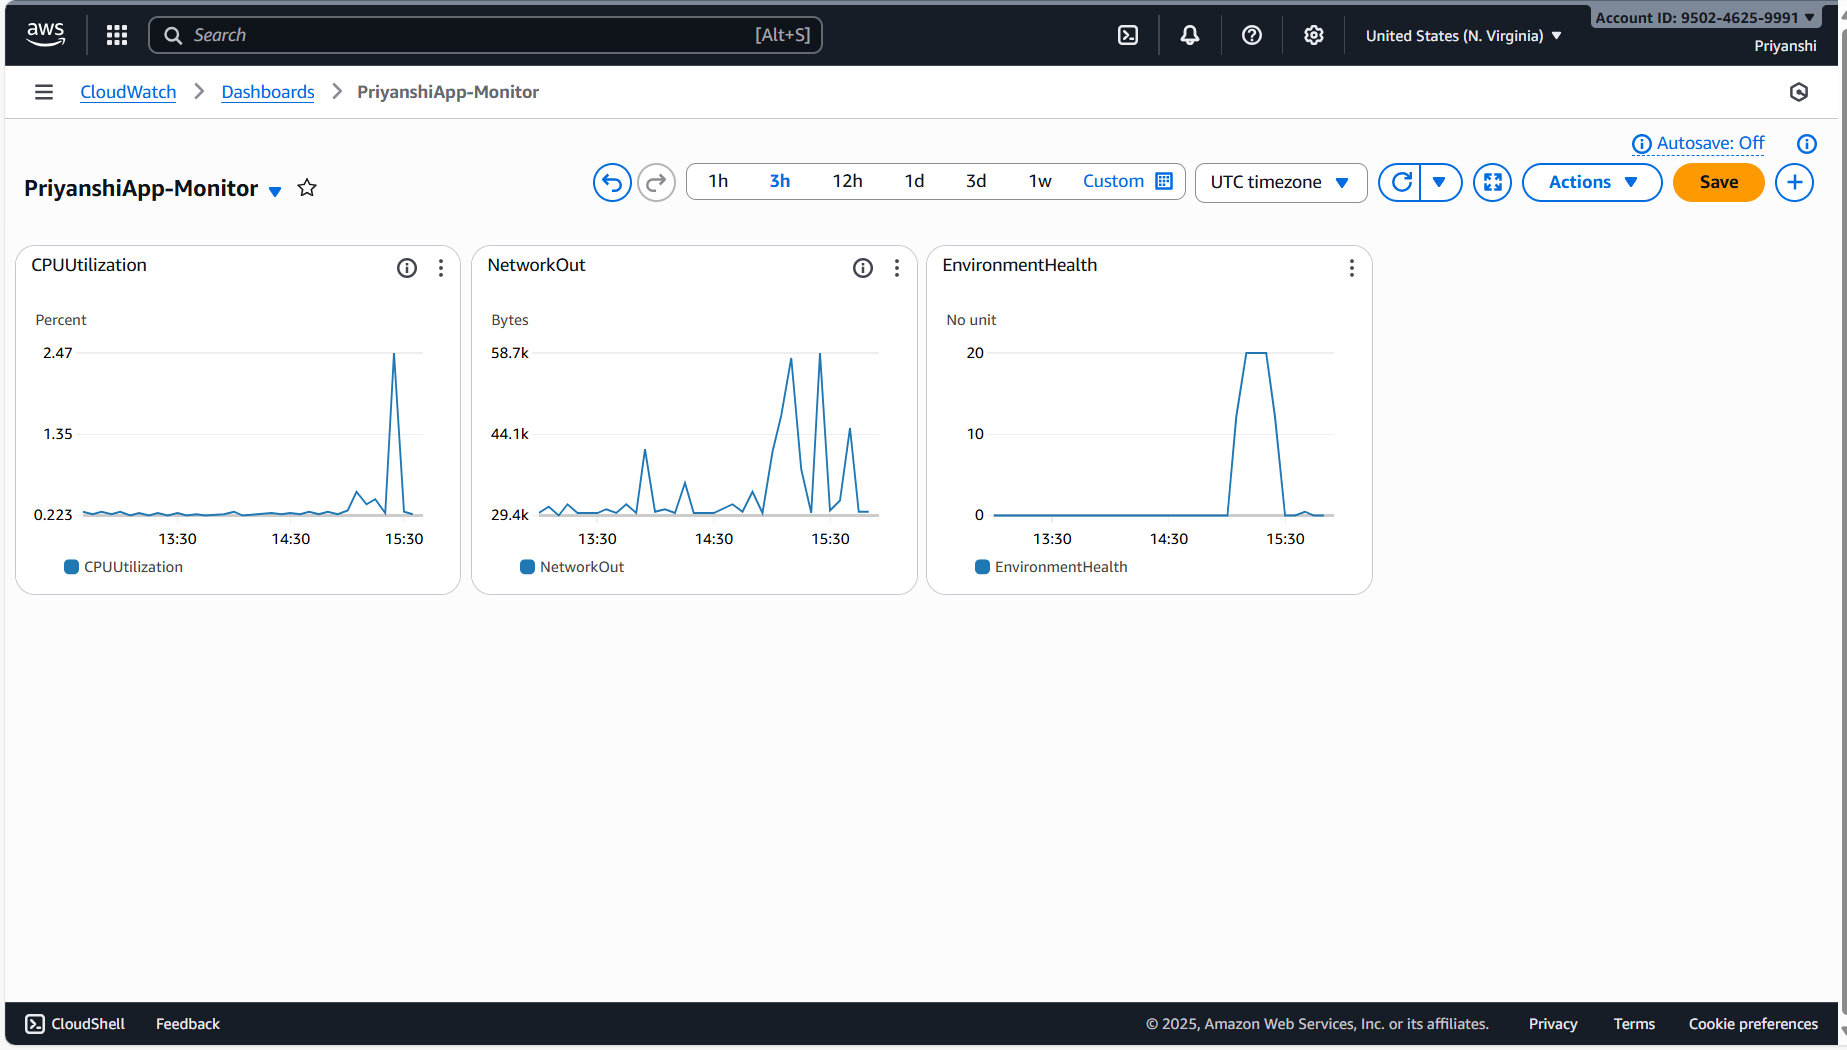 aws
Search
[Alt+S]
United States (N. Virginia)
Account ID: 9502-4625-9991
Priyanshi
CloudWatch
Dashboards
PriyanshiApp-Monitor
Autosave: Off
PriyanshiApp-Monitor
1h
3h
12h
1d
3d
1w
Custom
UTC timezone
Actions
Save
CPUUtilization
Percent
2.47
1.35
0.223
13:30
14:30
15:30
CPUUtilization
NetworkOut
Bytes
58.7k
44.1k
29.4k
13:30
14:30
15:30
NetworkOut
EnvironmentHealth
No unit
20
10
0
13:30
14:30
15:30
EnvironmentHealth
CloudShell
Feedback
© 2025, Amazon Web Services, Inc. or its affiliates.
Privacy
Terms
Cookie preferences